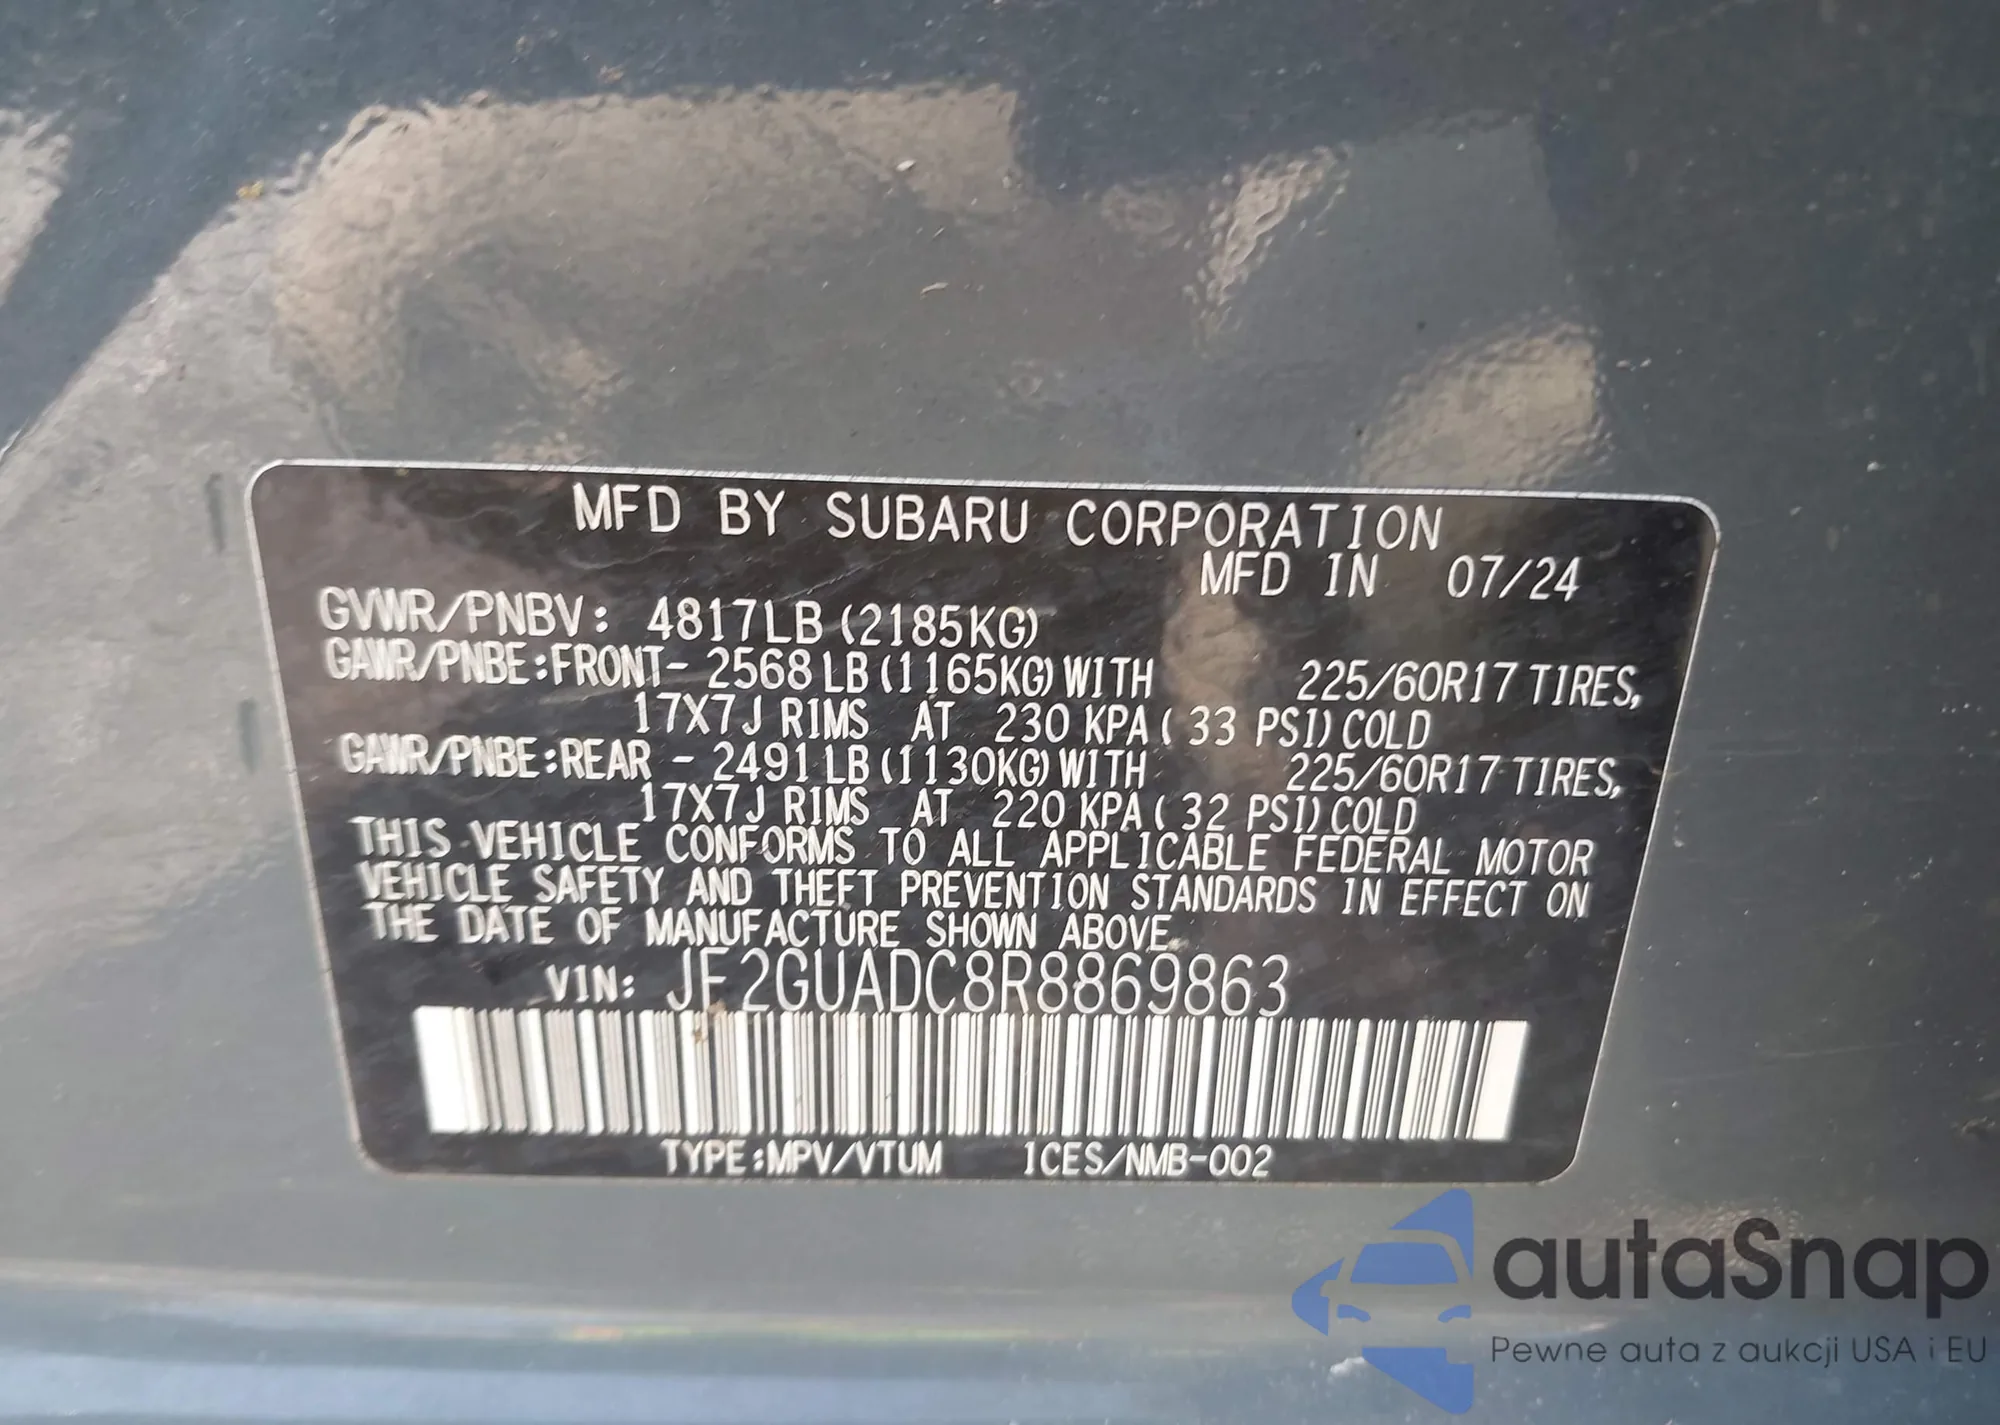 MFD BY SUBARU CORPORATION
MFD IN 07/24
GVWR/PNBV: 4817LB (2185KG)
GAWR/PNBE:FRONT- 2568 LB (1165KG) WITH 225/60R17 TIRES,
17X7J RIMS AT 230 KPA ( 33 PSI) COLD
GAWR/PNBE:REAR - 2491 LB (1130KG) WITH 225/60R17 TIRES,
17X7J RIMS AT 220 KPA ( 32 PSI) COLD
THIS VEHICLE CONFORMS TO ALL APPLICABLE FEDERAL MOTOR
VEHICLE SAFETY AND THEFT PREVENTION STANDARDS IN EFFECT ON
THE DATE OF MANUFACTURE SHOWN ABOVE.
VIN: JF2GUADC8R8869863
TYPE:MPV/VTUM ICES/NMB-002
autaSnap
Pewne auta z aukcji USA i EU